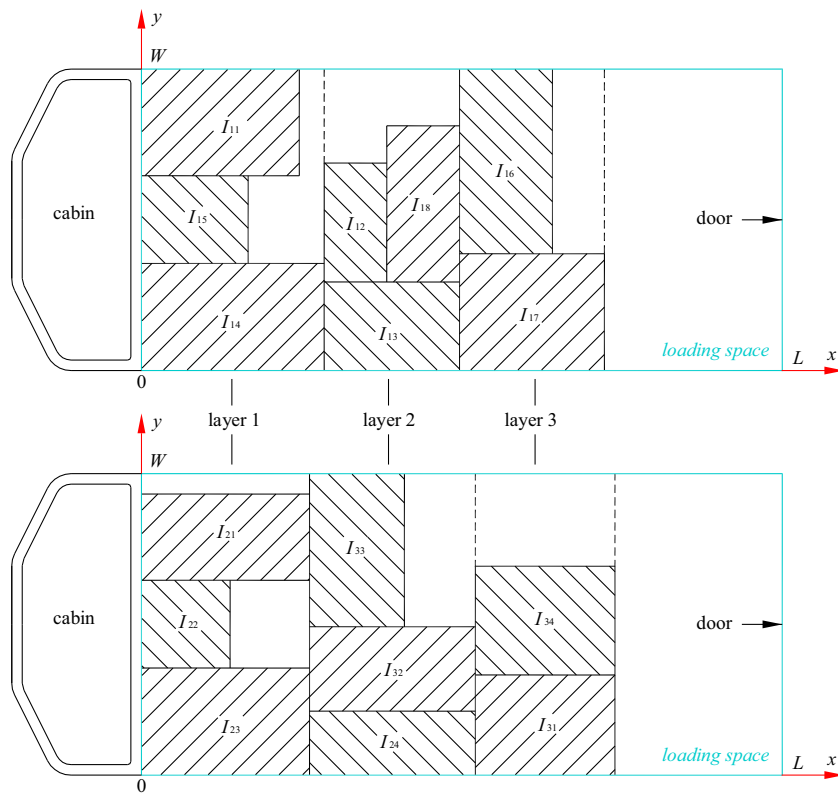 y
W
I11
I15
I16
cabin
I12
I18
door
I14
I13
I17
loading space
L
x
0
y
layer 1
layer 2
layer 3
W
I21
I33
cabin
I22
I34
door
I32
I23
I24
I31
loading space
L
x
0